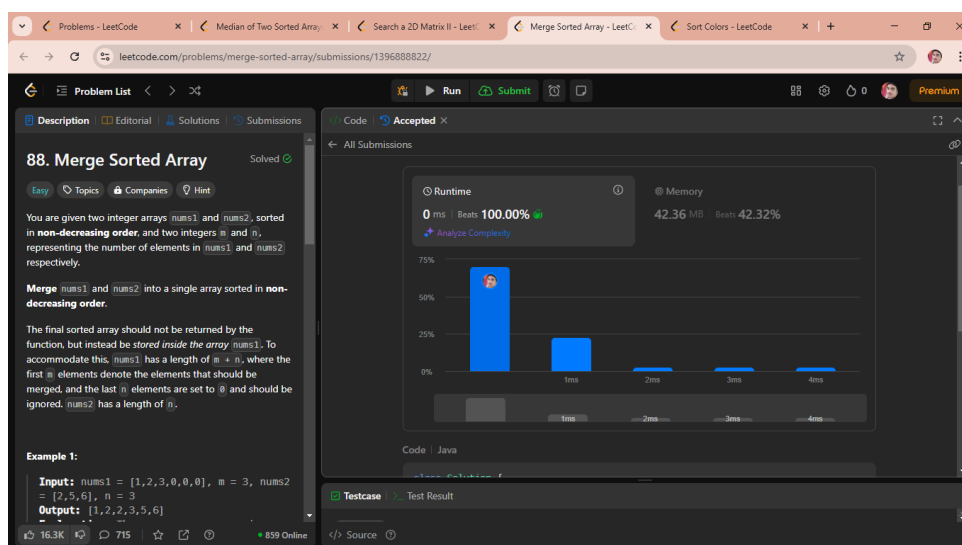 Problems - LeetCode
Median of Two Sorted Array
Search a 2D Matrix II - LeetC
Merge Sorted Array - LeetCo
Sort Colors - LeetCode
leetcode.com/problems/merge-sorted-array/submissions/1396888822/
Problem List
Run
Submit
0
Premium
Description
Editorial
Solutions
Submissions
88. Merge Sorted Array
Solved
Easy
Topics
Companies
Hint
You are given two integer arrays nums1 and nums2, sorted
in non-decreasing order, and two integers m and n,
representing the number of elements in nums1 and nums2
respectively.
Merge nums1 and nums2 into a single array sorted in non-
decreasing order.
The final sorted array should not be returned by the
function, but instead be stored inside the array nums1. To
accommodate this, nums1 has a length of m + n, where the
first m elements denote the elements that should be
merged, and the last n elements are set to 0 and should be
ignored. nums2 has a length of n.
Example 1:
Input: nums1 = [1,2,3,0,0,0], m = 3, nums2
= [2,5,6], n = 3
Output: [1,2,2,3,5,6]
16.3K
715
859 Online
</> Code
Accepted
All Submissions
Runtime
0 ms | Beats 100.00%
Analyze Complexity
Memory
42.36 MB Beats 42.32%
75%
50%
25%
0%
1ms 2ms 3ms 4ms
1ms 2ms 3ms 4ms
Code | Java
class Solution {
Testcase
>_ Test Result
</> Source